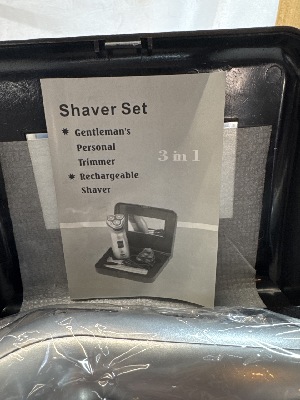 Shaver Set
* Gentleman's
Personal
Trimmer
3 in 1
* Rechargeable
Shaver